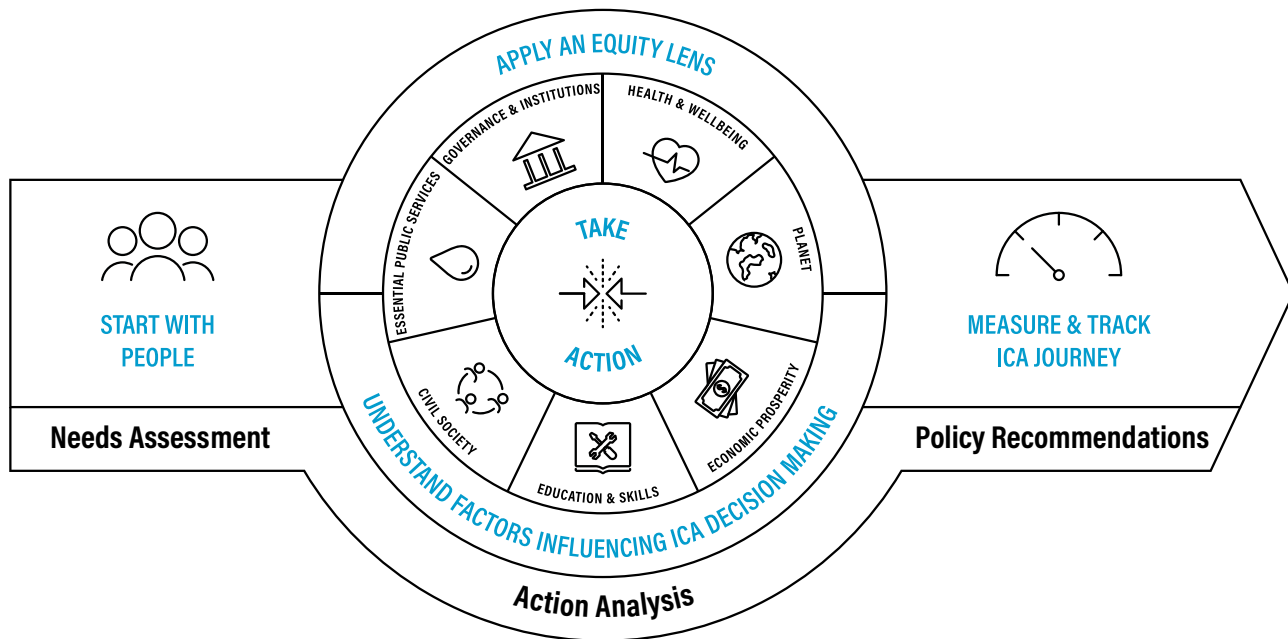 APPLY AN EQUITY LENS
GOVERNANCE & INSTITUTIONS
HEALTH & WELLBEING
ESSENTIAL PUBLIC SERVICES
PLANET
TAKE
ACTION
START WITH
PEOPLE
MEASURE & TRACK
ICA JOURNEY
CIVIL SOCIETY
$
ECONOMIC PROSPERITY
EDUCATION & SKILLS
UNDERSTAND FACTORS INFLUENCING ICA DECISION MAKING
Needs Assessment
Policy Recommendations
Action Analysis